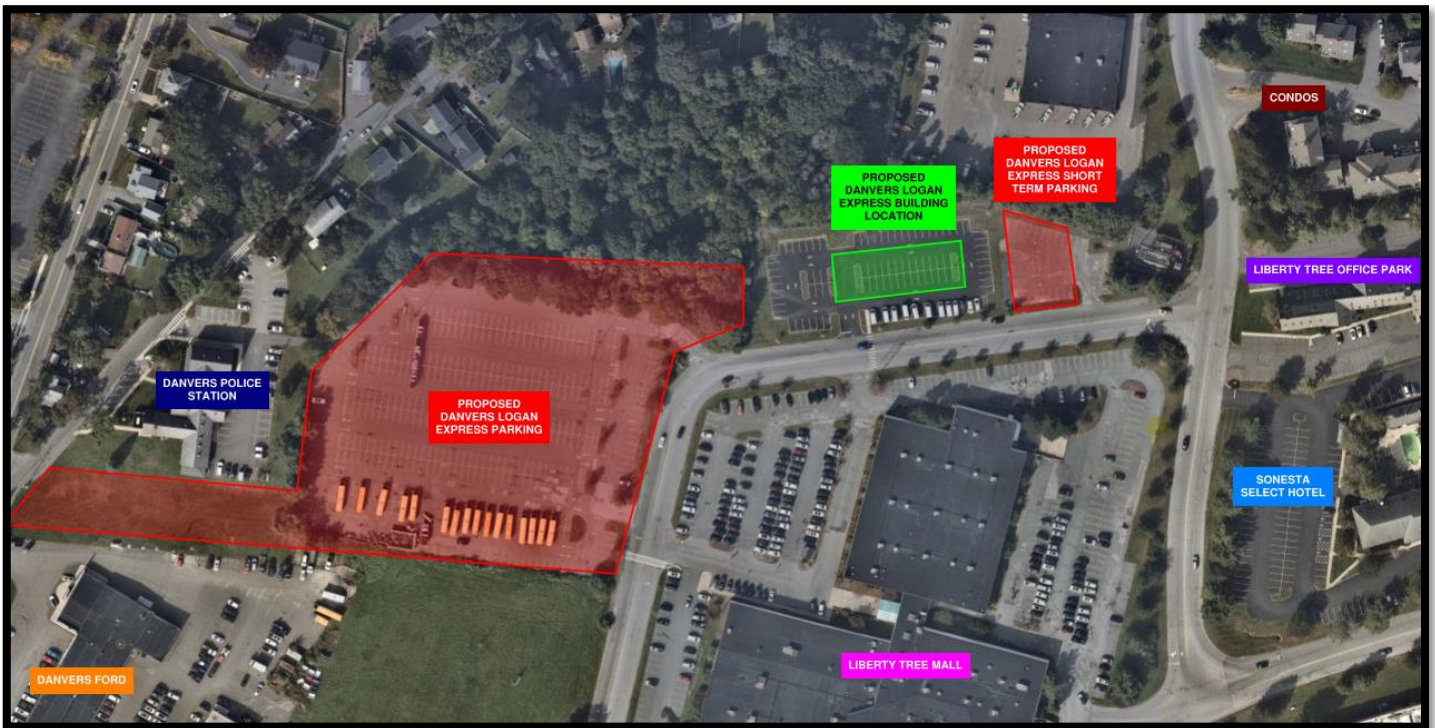 CONDOS
PROPOSED
DANVERS LOGAN
EXPRESS SHORT
TERM PARKING
PROPOSED
DANVERS LOGAN
EXPRESS BUILDING
LOCATION
LIBERTY TREE OFFICE PARK
DANVERS POLICE
STATION
PROPOSED
DANVERS LOGAN
EXPRESS PARKING
SONESTA
SELECT HOTEL
LIBERTY TREE MALL
DANVERS FORD